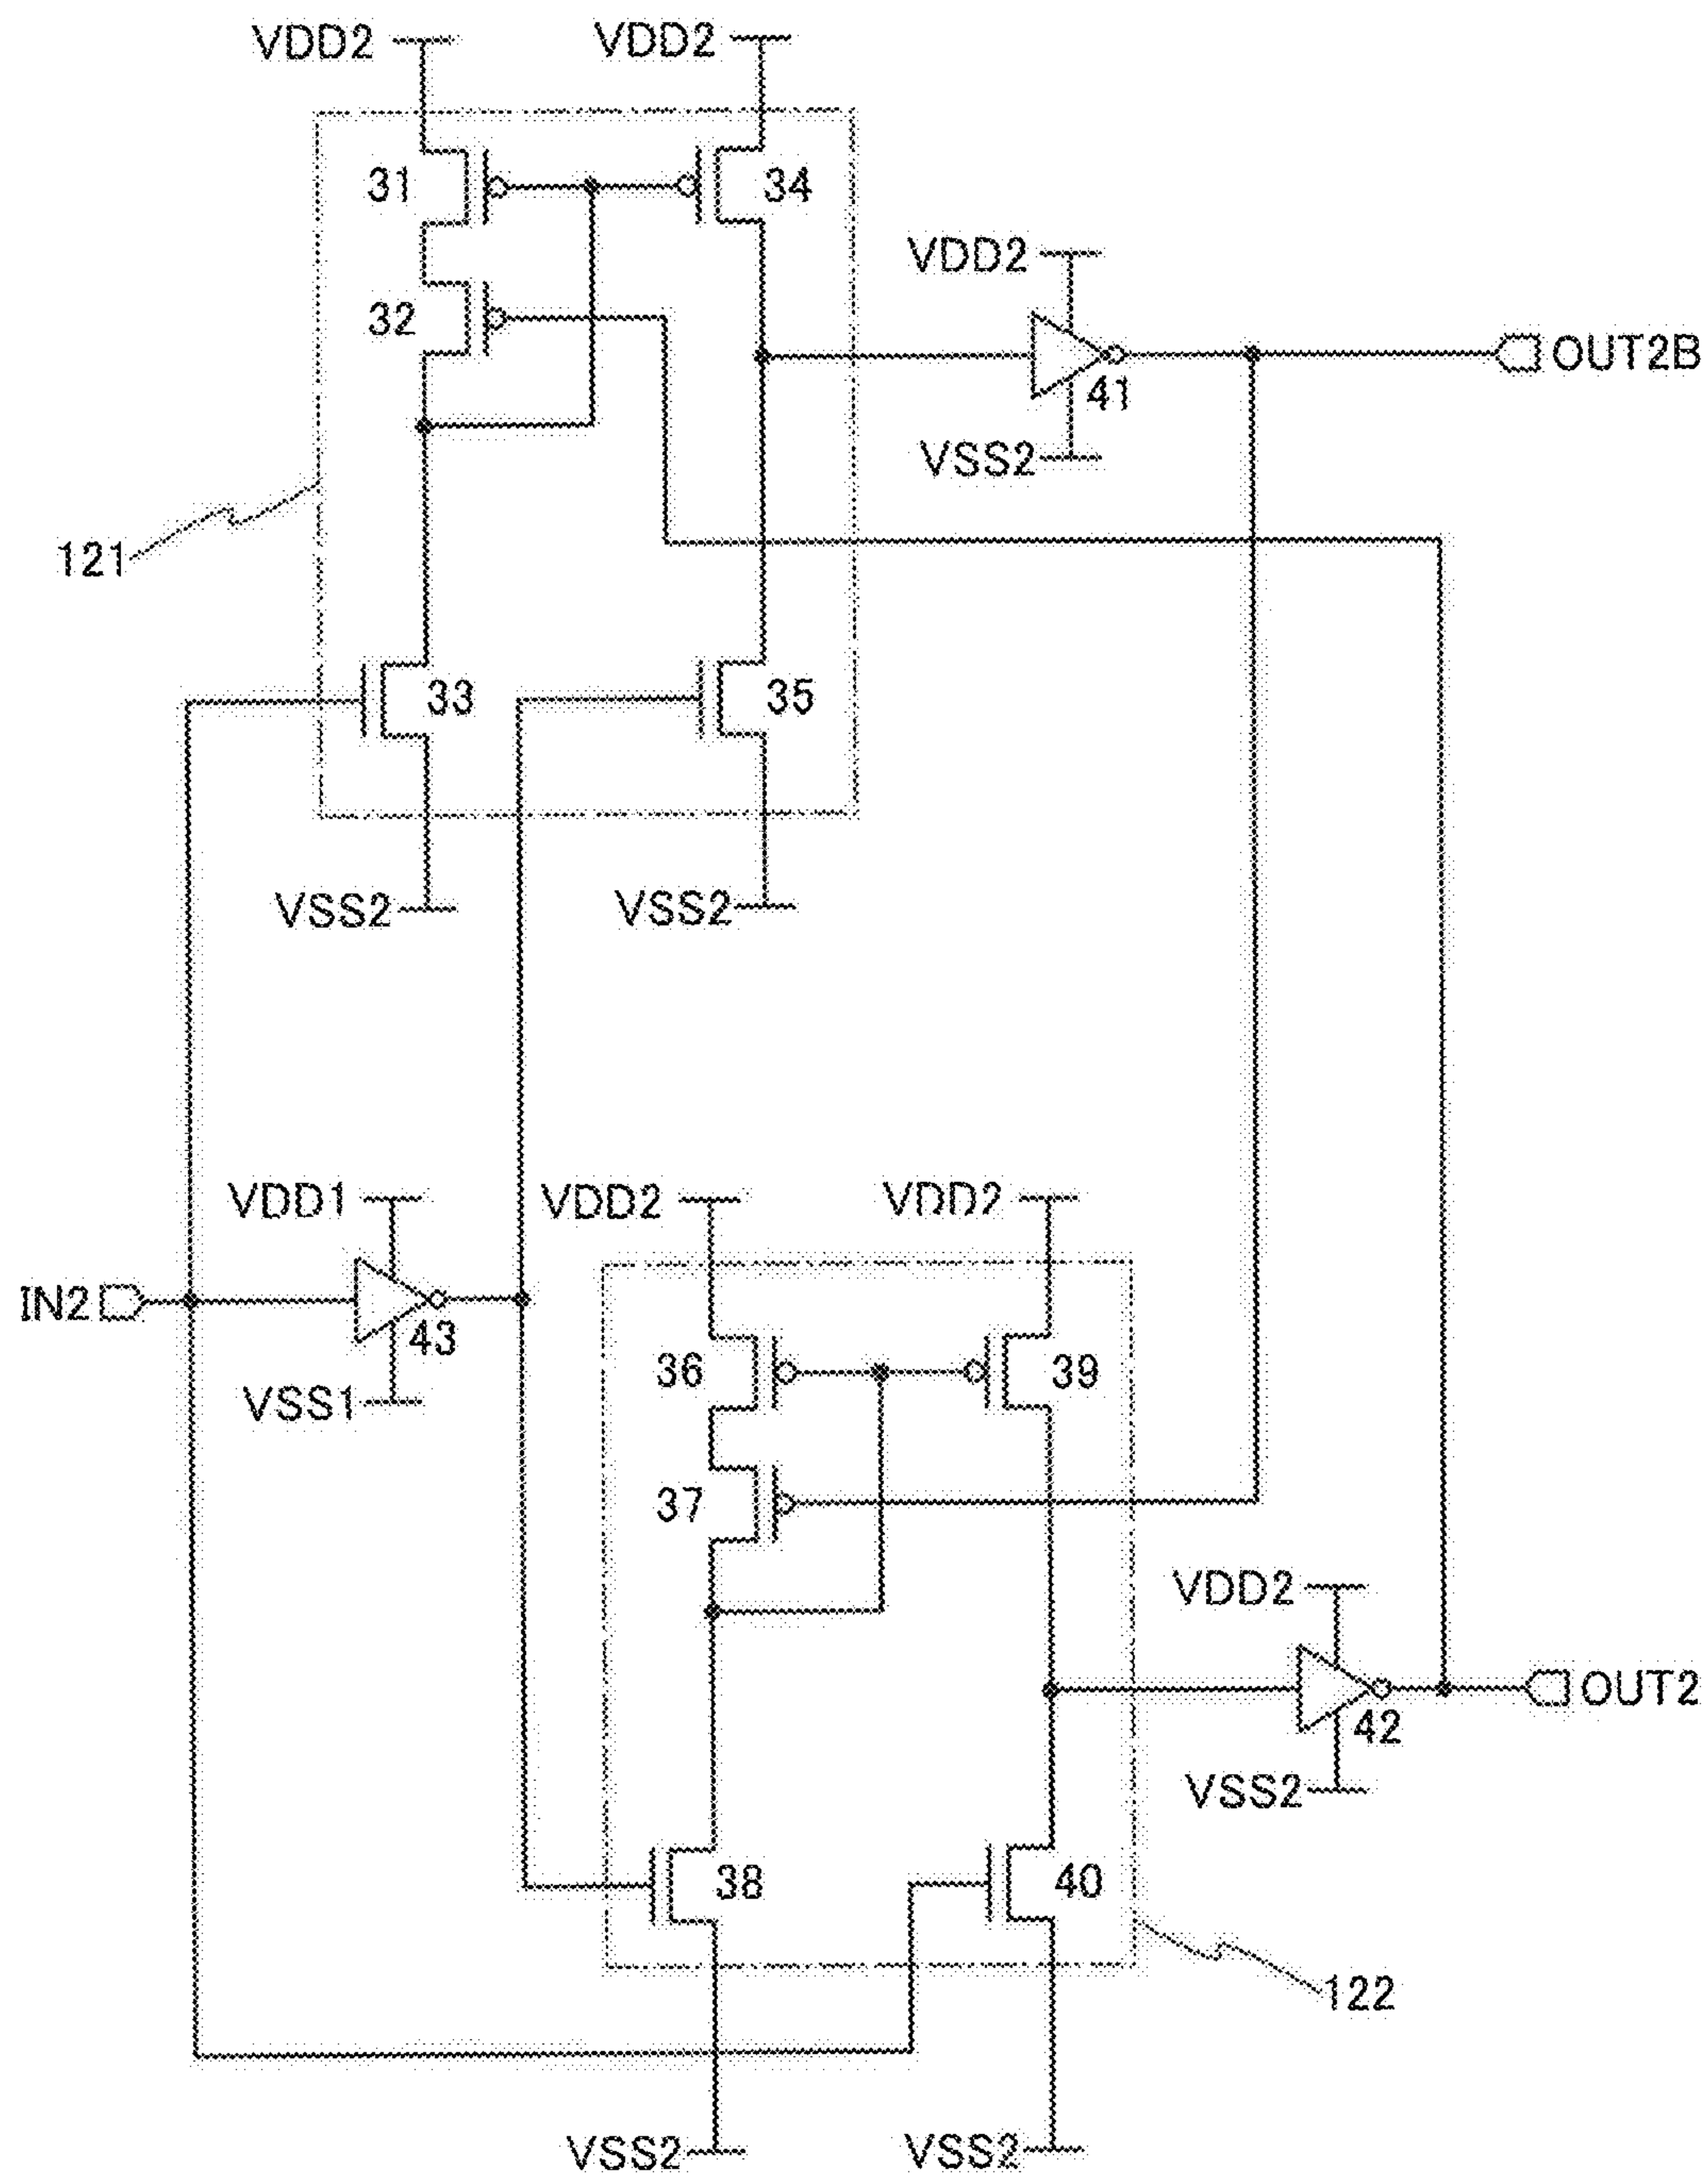 VDD2 VDD2
31 34
VDD2
32
OUT2B
41
VSS2
121
33 35
VSS2 VSS2
VDD1 VDD2 VDD2
IN2
43
36 39
VSS1
37
VDD2
OUT2
42
VSS2
38 40
122
VSS2 VSS2